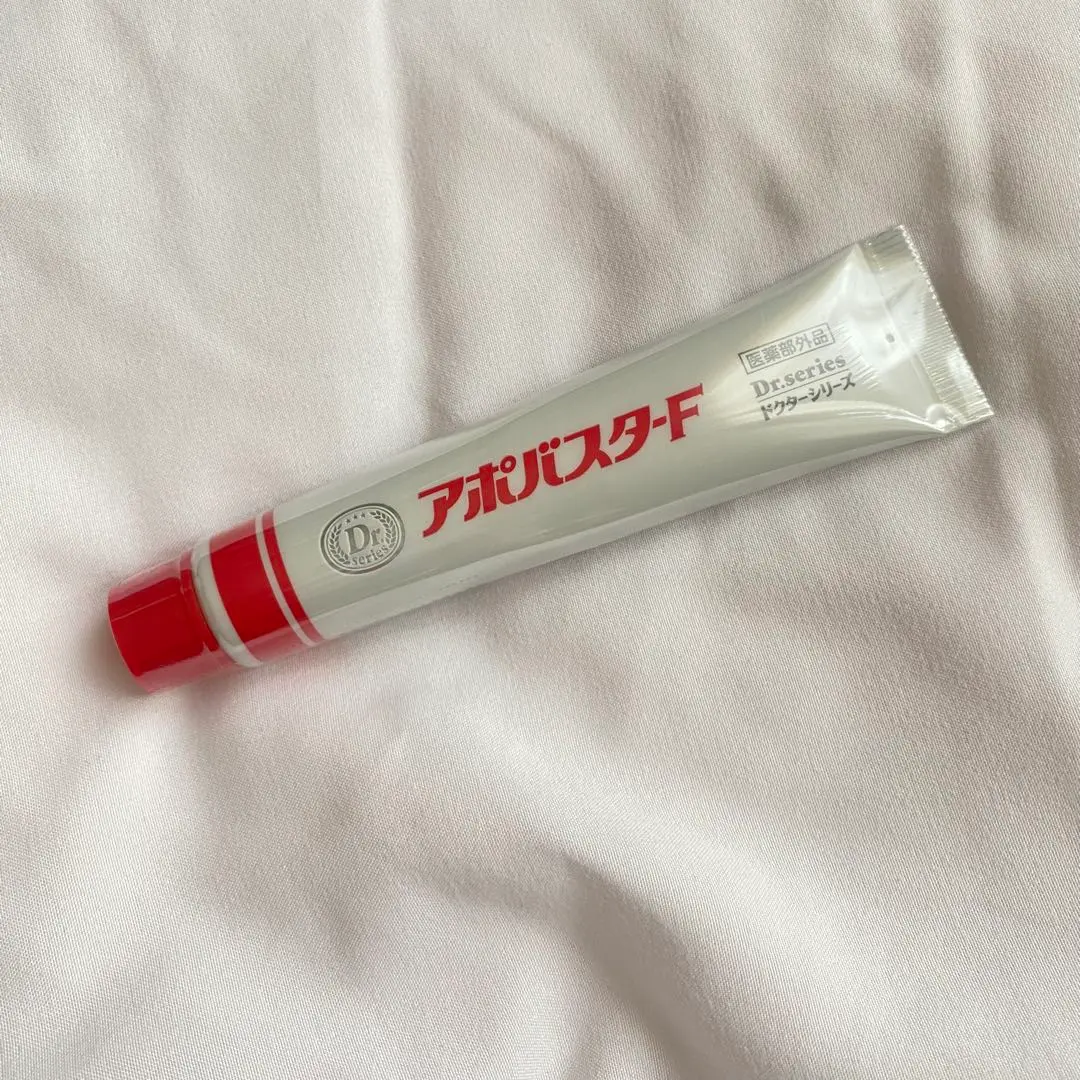 Dr.
series
アポバスターF
医薬部外品
Dr.series
ドクターシリーズ